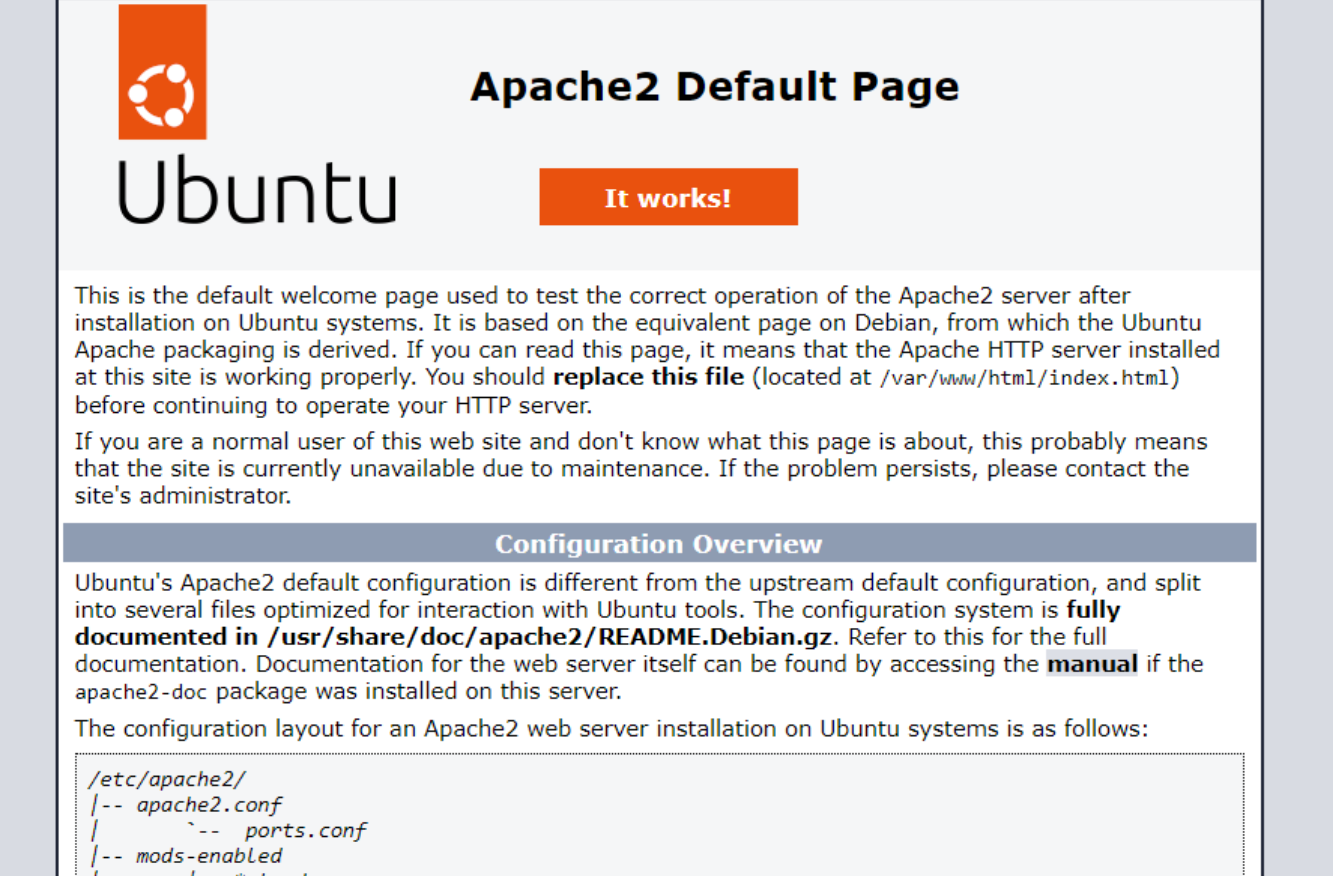 Apache2 Default Page
Ubuntu
It works!
This is the default welcome page used to test the correct operation of the Apache2 server after
installation on Ubuntu systems. It is based on the equivalent page on Debian, from which the Ubuntu
Apache packaging is derived. If you can read this page, it means that the Apache HTTP server installed
at this site is working properly. You should replace this file (located at /var/www/html/index.html)
before continuing to operate your HTTP server.
If you are a normal user of this web site and don't know what this page is about, this probably means
that the site is currently unavailable due to maintenance. If the problem persists, please contact the
site's administrator.
Configuration Overview
Ubuntu's Apache2 default configuration is different from the upstream default configuration, and split
into several files optimized for interaction with Ubuntu tools. The configuration system is fully
documented in /usr/share/doc/apache2/README.Debian.gz. Refer to this for the full
documentation. Documentation for the web server itself can be found by accessing the manual if the
apache2-doc package was installed on this server.
The configuration layout for an Apache2 web server installation on Ubuntu systems is as follows:
/etc/apache2/
|-- apache2.conf
|       `--  ports.conf
|-- mods-enabled